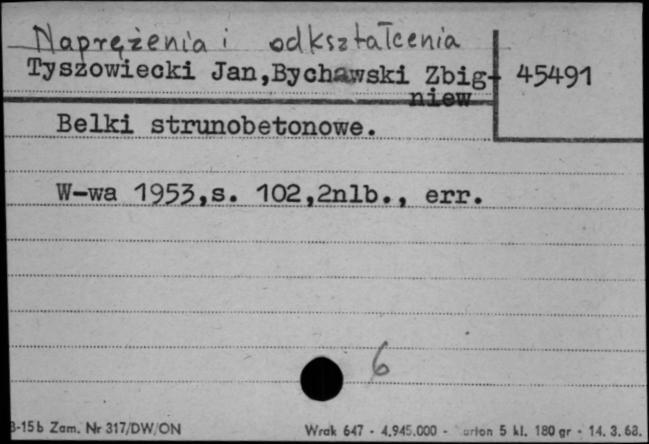 Naprężenia i odkształcenia
Tyszowiecki Jan,Bychawski Zbig- 45491
niew
Belki strunobetonowe.
W-wa 1953,s. 102,2nlb., err.
6
B-15b Zam. Nr 317/DW/ON Wrak 647 - 4.945.000 - 5 kl. 180 gr - 14. 3. 68.